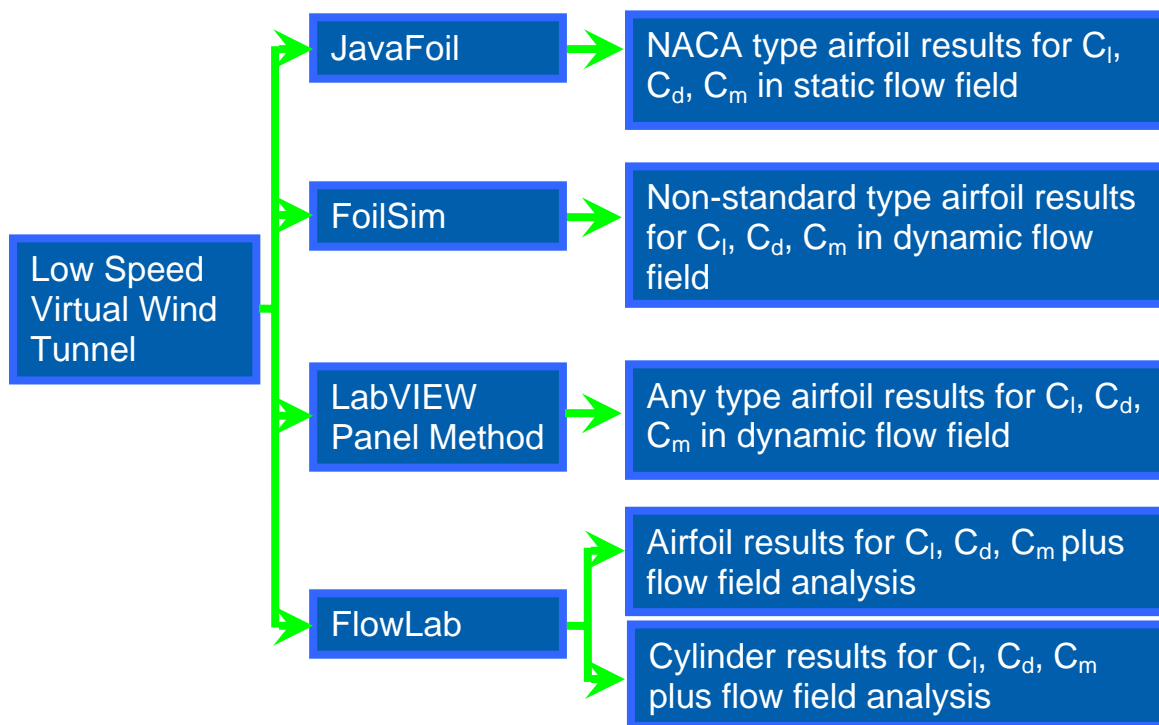 JavaFoil
NACA type airfoil results for Cl,
Cd, Cm in static flow field
FoilSim
Non-standard type airfoil results
for Cl, Cd, Cm in dynamic flow
field
Low Speed
Virtual Wind
Tunnel
LabVIEW
Panel Method
Any type airfoil results for Cl, Cd,
Cm in dynamic flow field
FlowLab
Airfoil results for Cl, Cd, Cm plus
flow field analysis
Cylinder results for Cl, Cd, Cm
plus flow field analysis